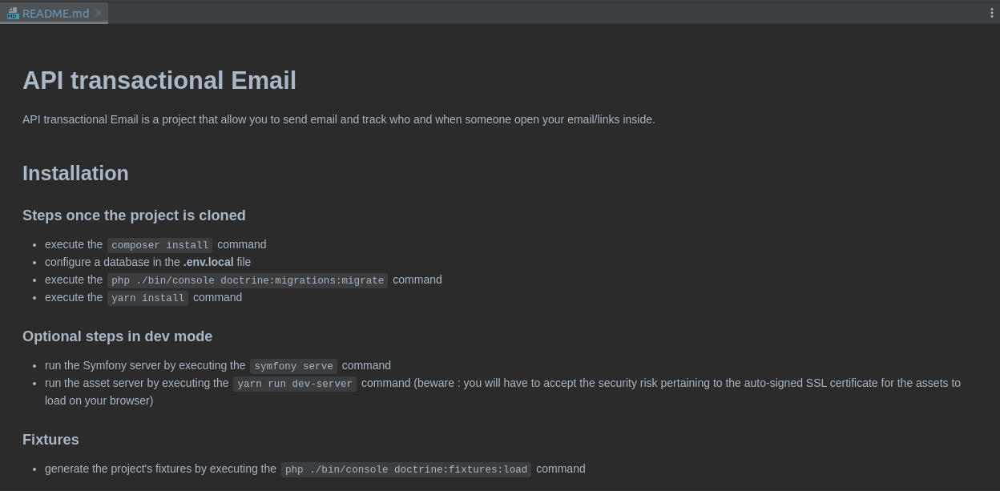 README.md
API transactional Email
API transactional Email is a project that allow you to send email and track who and when someone open your email/links inside.
Installation
Steps once the project is cloned
• execute the composer install command
• configure a database in the .env.local file
• execute the php ./bin/console doctrine:migrations:migrate command
• execute the yarn install command
Optional steps in dev mode
• run the Symfony server by executing the symfony serve command
• run the asset server by executing the yarn run dev-server command (beware : you will have to accept the security risk pertaining to the auto-signed SSL certificate for the assets to
load on your browser)
Fixtures
• generate the project's fixtures by executing the php ./bin/console doctrine:fixtures:load command